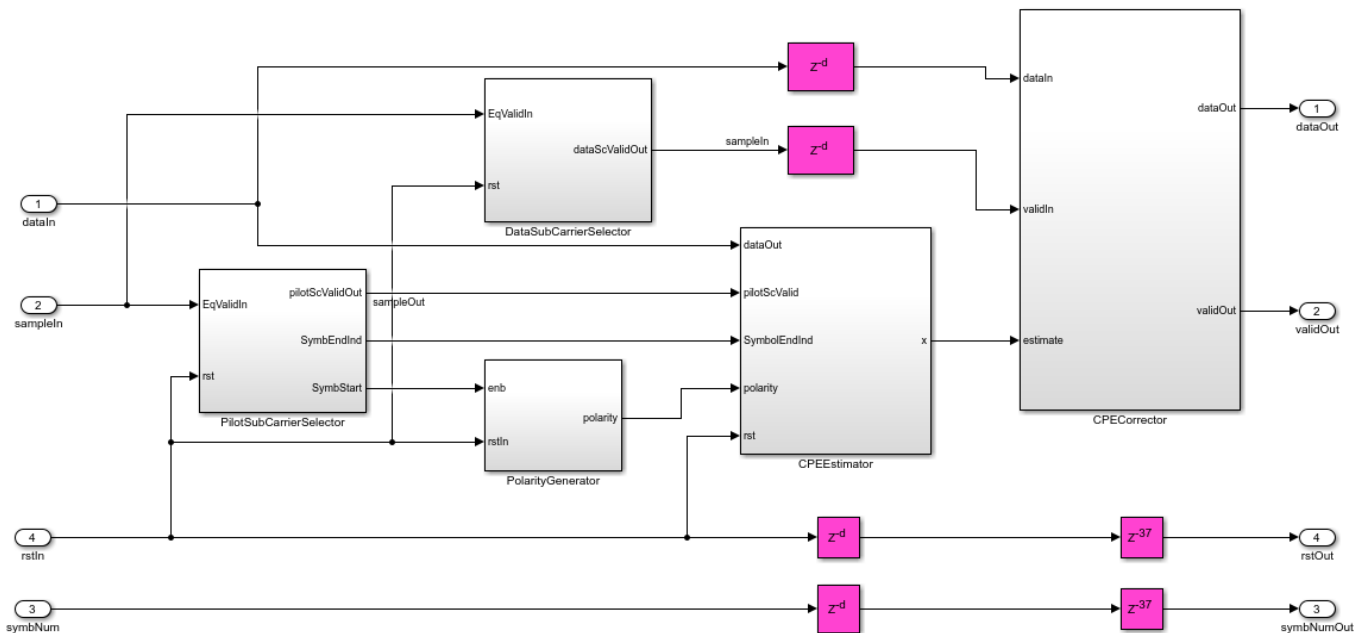 z-d
dataIn
EqValidIn
dataOut
1
dataOut
dataScValidOut
sampleIn
z-d
rst
1
dataIn
validIn
DataSubCarrierSelector
dataOut
EqValidIn
pilotScValidOut
sampleOut
pilotScValid
2
sampleIn
validOut
2
validOut
SymbEndInd
SymbolEndInd
x
estimate
rst
SymbStart
enb
polarity
PilotSubCarrierSelector
polarity
CPECorrector
rstIn
rst
CPEEstimator
PolarityGenerator
4
rstIn
z-d
z-37
4
rstOut
3
symbNum
z-d
z-37
3
symbNumOut